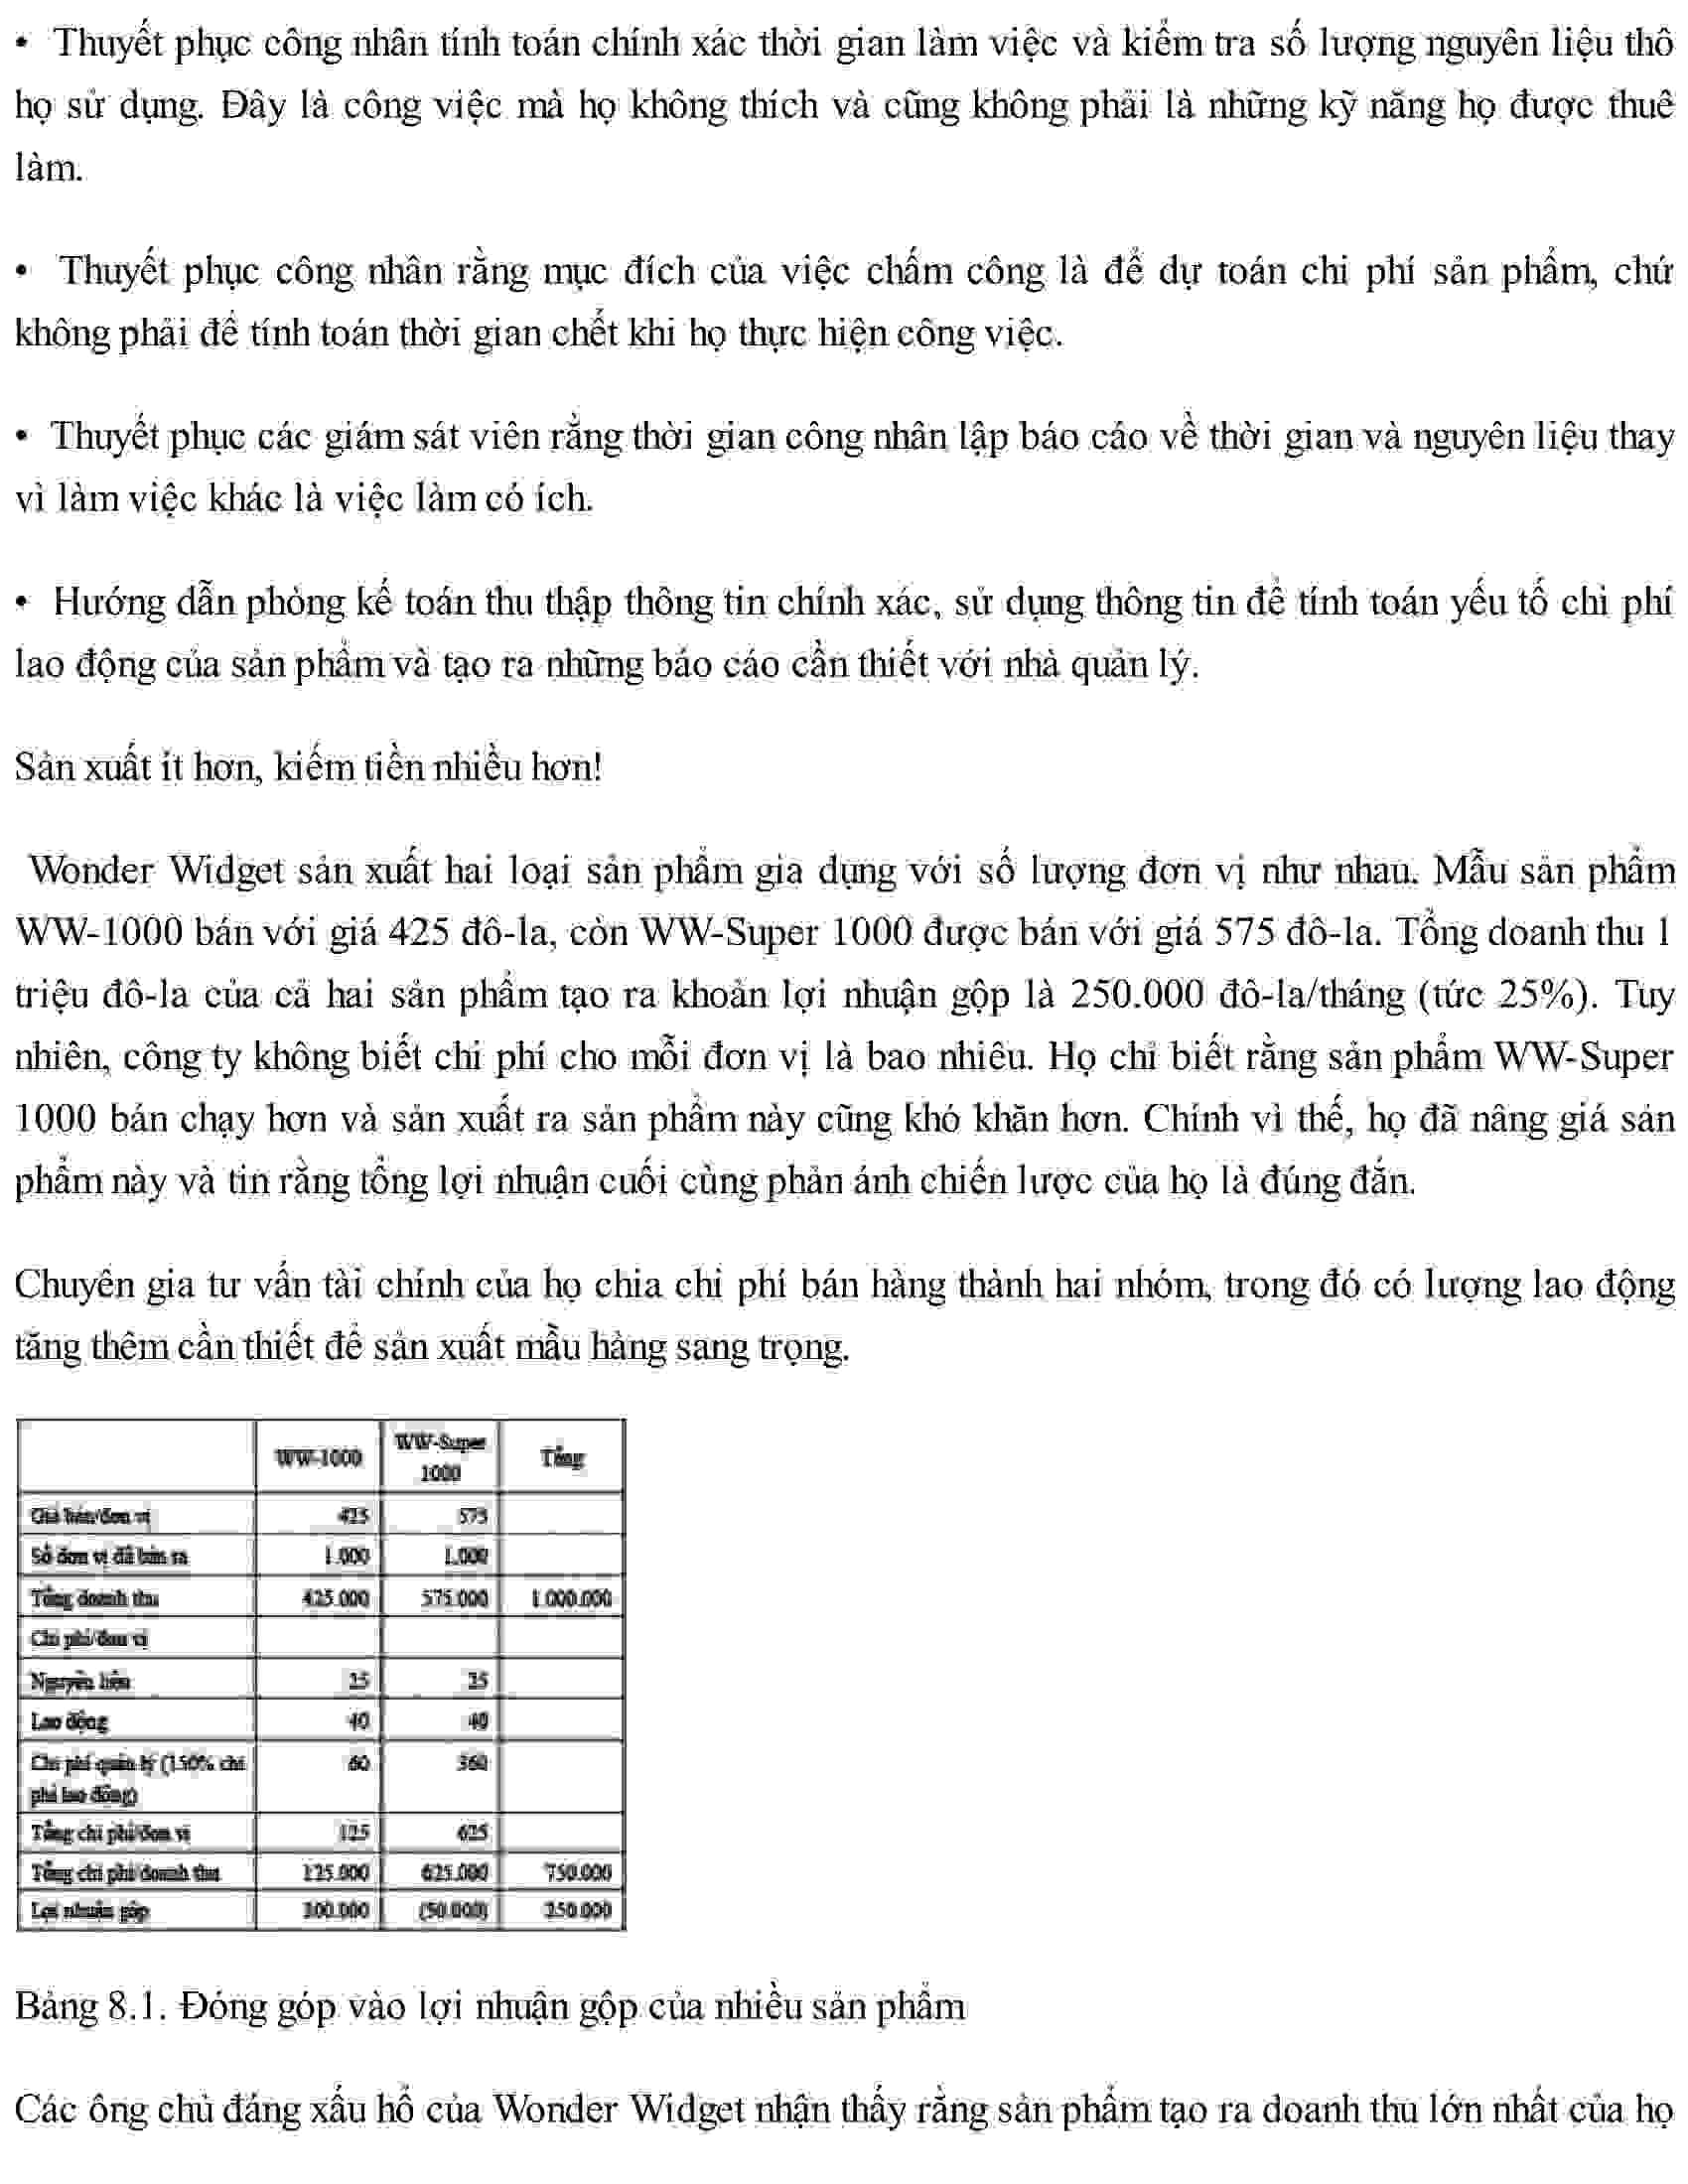 • Thuyết phục công nhân tính toán chính xác thời gian làm việc và kiểm tra số lượng nguyên liệu thô
họ sử dụng. Đây là công việc mà họ không thích và cũng không phải là những kỹ năng họ được thuê
làm.
• Thuyết phục công nhân rằng mục đích của việc chấm công là để dự toán chi phí sản phẩm, chứ
không phải để tính toán thời gian chết khi họ thực hiện công việc.
• Thuyết phục các giám sát viên rằng thời gian công nhân lập báo cáo về thời gian và nguyên liệu thay
vì làm việc khác là việc làm có ích.
• Hướng dẫn phòng kế toán thu thập thông tin chính xác, sử dụng thông tin để tính toán yếu tố chi phí
lao động của sản phẩm và tạo ra những báo cáo cần thiết với nhà quản lý.
Sản xuất ít hơn, kiếm tiền nhiều hơn!
Wonder Widget sản xuất hai loại sản phẩm gia dụng với số lượng đơn vị như nhau. Mẫu sản phẩm
WW-1000 bán với giá 425 đô-la, còn WW-Super 1000 được bán với giá 575 đô-la. Tổng doanh thu 1
triệu đô-la của cả hai sản phẩm tạo ra khoản lợi nhuận gộp là 250.000 đô-la/tháng (tức 25%). Tuy
nhiên, công ty không biết chi phí cho mỗi đơn vị là bao nhiêu. Họ chỉ biết rằng sản phẩm WW-Super
1000 bán chạy hơn và sản xuất ra sản phẩm này cũng khó khăn hơn. Chính vì thế, họ đã nâng giá sản
phẩm này và tin rằng tổng lợi nhuận cuối cùng phản ánh chiến lược của họ là đúng đắn.
Chuyên gia tư vấn tài chính của họ chia chi phí bán hàng thành hai nhóm, trong đó có lượng lao động
tăng thêm cần thiết để sản xuất mầu hàng sang trọng.
WW-1000 WW-Super 1000 Tổng
Giá bán/đơn vị 425 575
Số đơn vị đã bán ra 1.000 1.000
Tổng doanh thu 425.000 575.000 1.000.000
Chi phí/đơn vị
Nguyên liệu 25 25
Lao động 40 40
Chi phí quản lý (150% chi phí lao động) 60 360
Tổng chi phí/đơn vị 125 625
Tổng chi phí/doanh thu 125.000 625.000 750.000
Lợi nhuận gộp 300.000 (50.000) 250.000
Bảng 8.1. Đóng góp vào lợi nhuận gộp của nhiều sản phẩm
Các ông chủ đáng xấu hổ của Wonder Widget nhận thấy rằng sản phẩm tạo ra doanh thu lớn nhất của họ